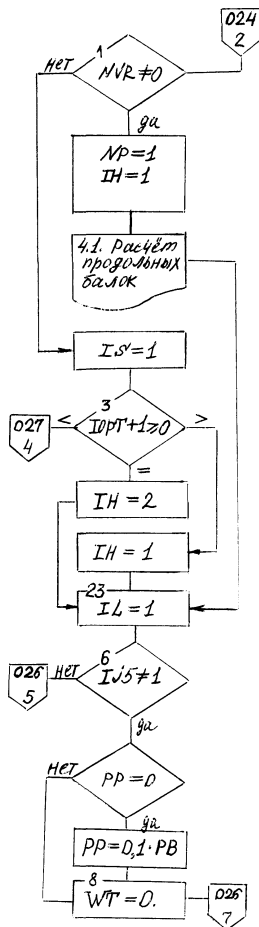 024
2
1
нет
NVR≠0
да
NP=1
IH=1
4.1. Расчёт
продольных
балок
IS=1
3
<
IOPT+1≥0
>
027
4
=
IH=2
IH=1
23
IL=1
6
нет
IJ5≠1
026
5
да
нет
PP=0
да
PP=0,1·PB
8
WT=0.
026
7